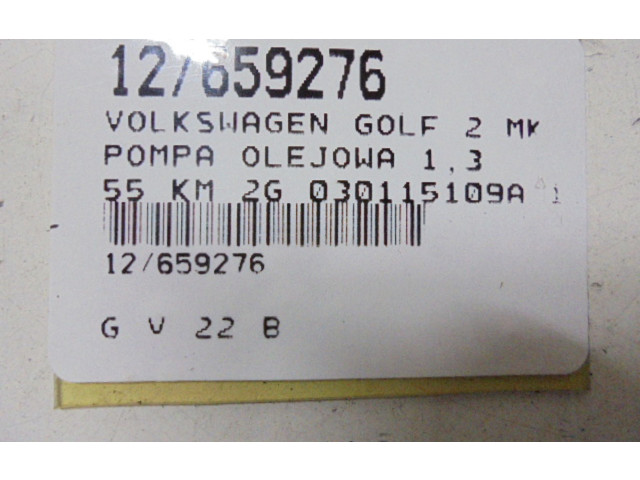 12/659276
VOLKSWAGEN GOLF 2 MK
POMPA OLEJOWA 1,3
55 KM 2G 030115109A
12/659276
G V 22 B